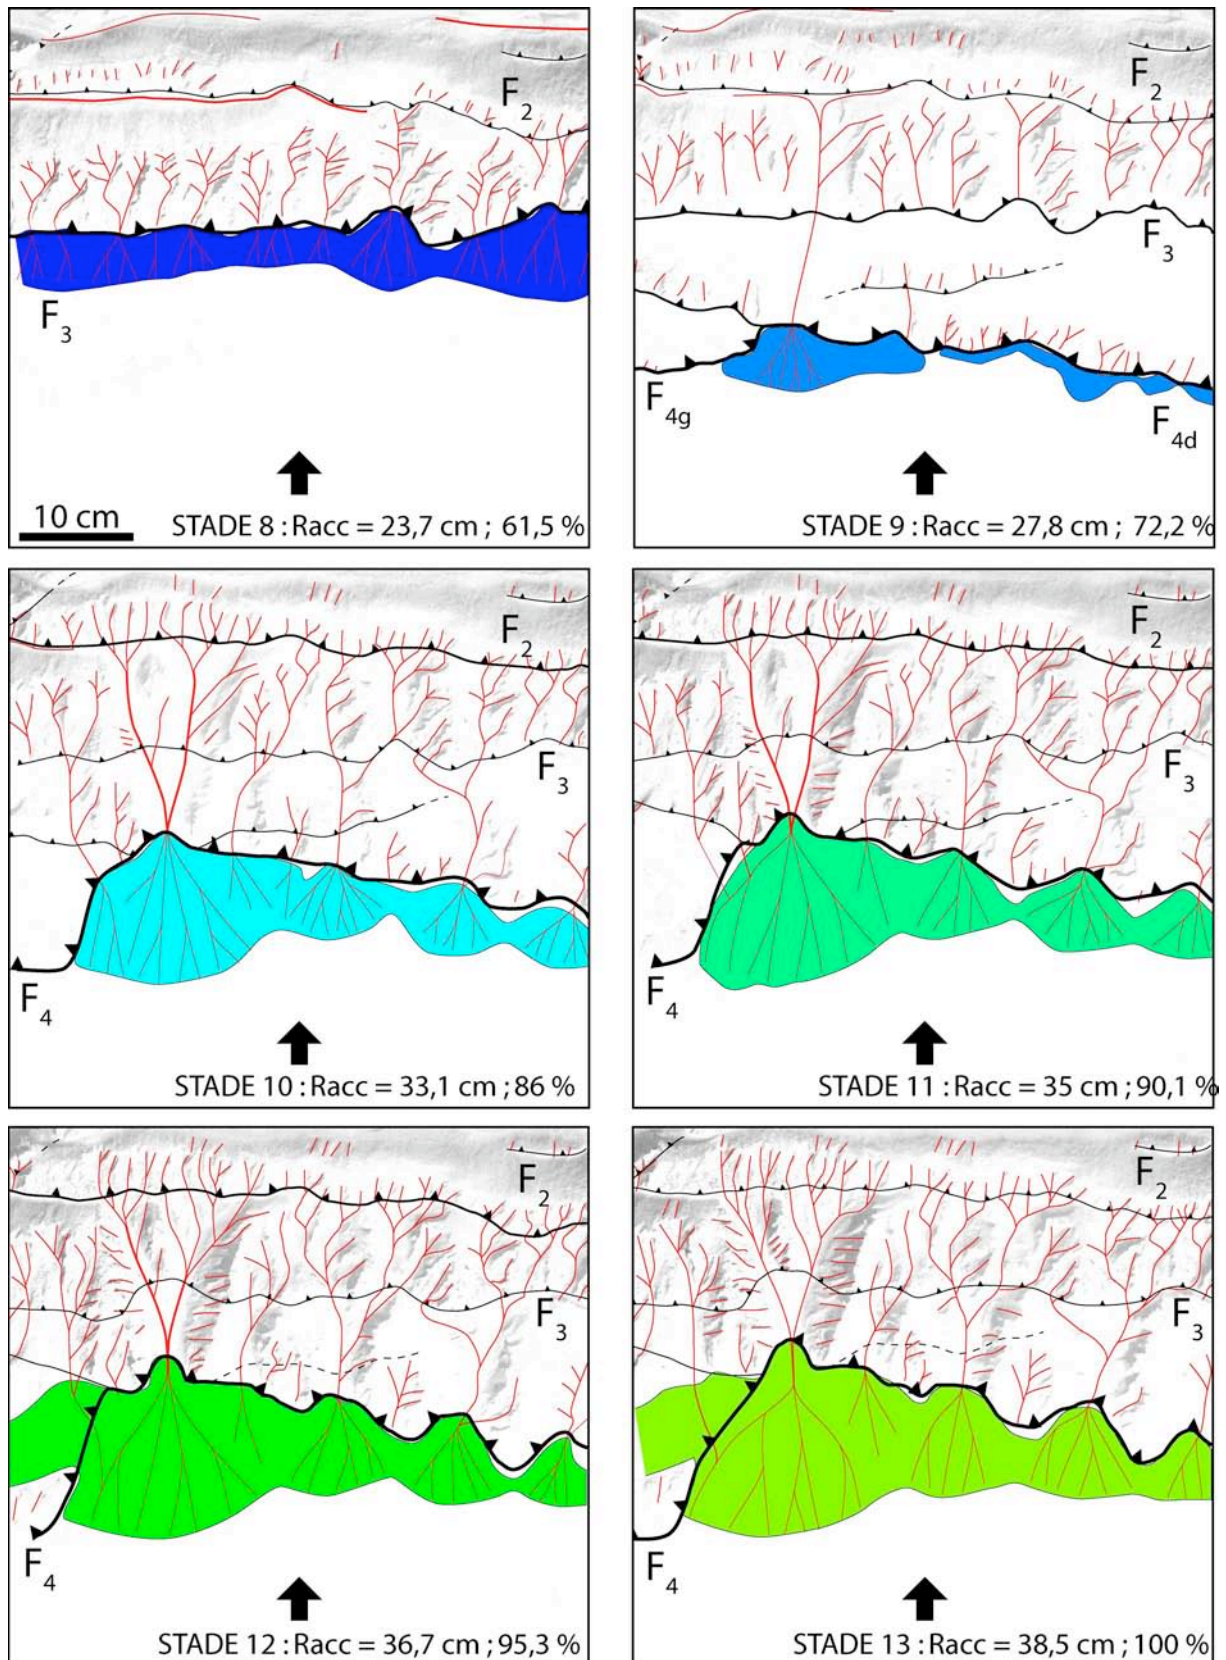 F2
F3
10 cm
STADE 8 : Racc = 23,7 cm ; 61,5 %
F2
F3
F4g
F4d
STADE 9 : Racc = 27,8 cm ; 72,2 %
F2
F3
F4
STADE 10 : Racc = 33,1 cm ; 86 %
F2
F3
F4
STADE 11 : Racc = 35 cm ; 90,1 %
F2
F3
F4
STADE 12 : Racc = 36,7 cm ; 95,3 %
F2
F3
F4
STADE 13 : Racc = 38,5 cm ; 100 %